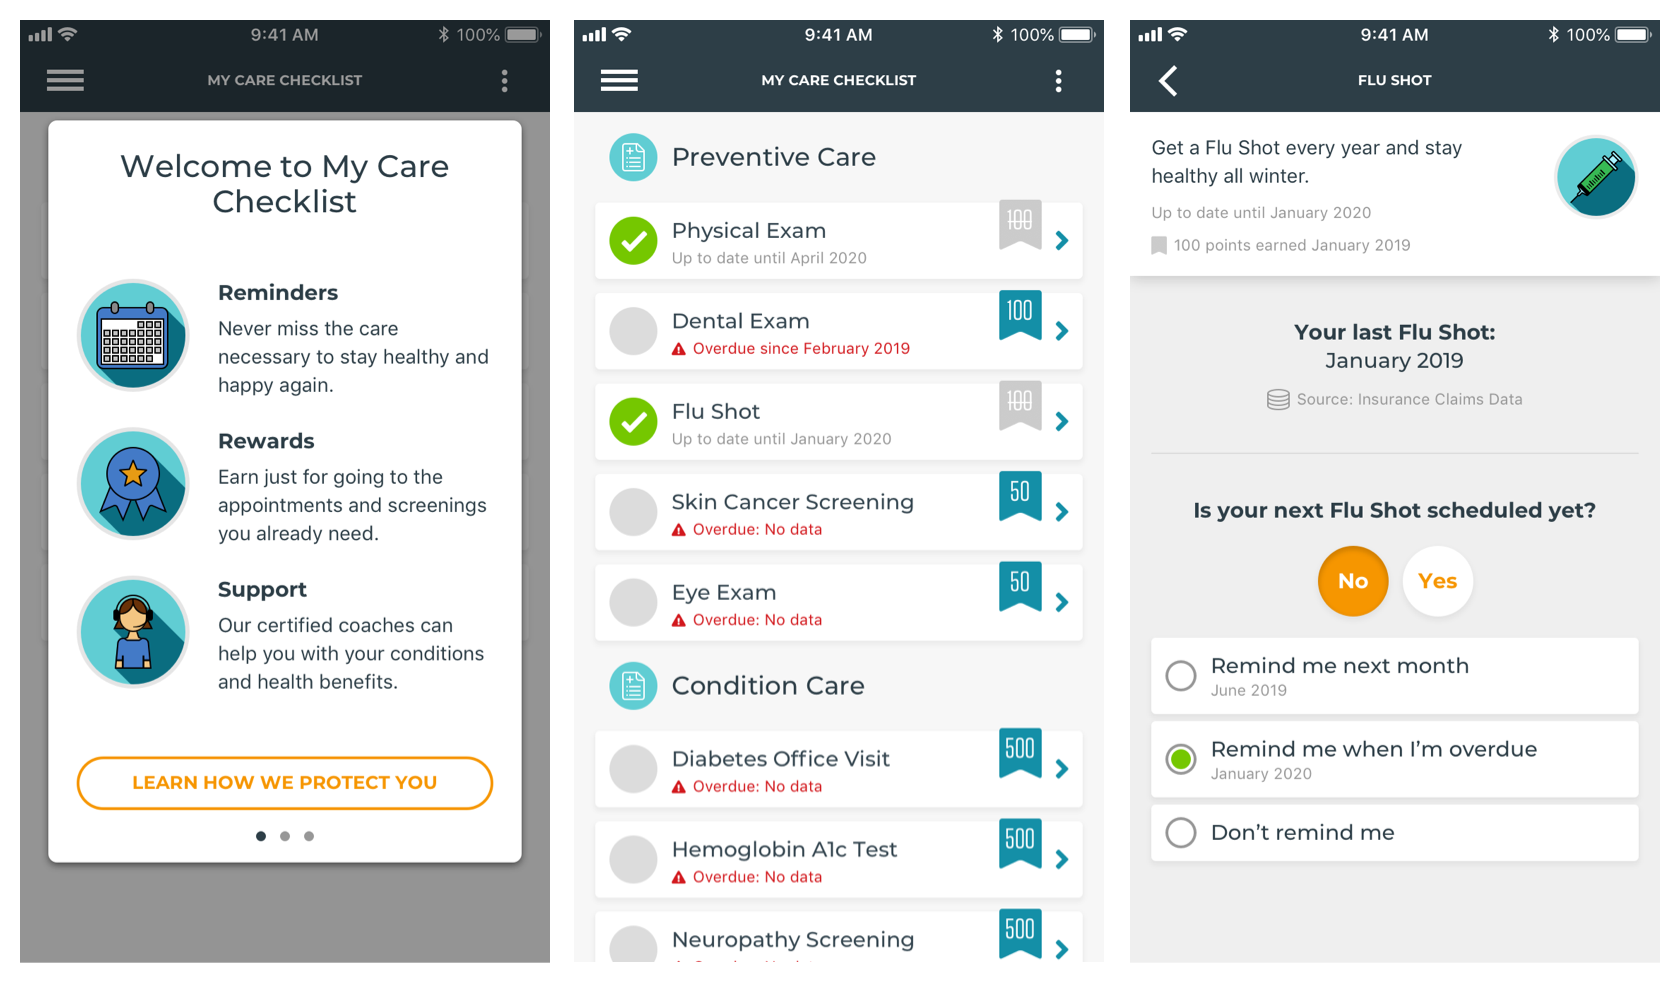 9:41 AM
100%
MY CARE CHECKLIST
Welcome to My Care
Checklist
Reminders
Never miss the care
necessary to stay healthy and
happy again.
Rewards
Earn just for going to the
appointments and screenings
you already need.
Support
Our certified coaches can
help you with your conditions
and health benefits.
LEARN HOW WE PROTECT YOU
9:41 AM
100%
MY CARE CHECKLIST
Preventive Care
Physical Exam
100
Up to date until April 2020
Dental Exam
100
Overdue since February 2019
Flu Shot
100
Up to date until January 2020
Skin Cancer Screening
50
Overdue: No data
Eye Exam
50
Overdue: No data
Condition Care
Diabetes Office Visit
500
Overdue: No data
Hemoglobin A1c Test
500
Overdue: No data
Neuropathy Screening
500
9:41 AM
100%
FLU SHOT
Get a Flu Shot every year and stay
healthy all winter.
Up to date until January 2020
100 points earned January 2019
Your last Flu Shot:
January 2019
Source: Insurance Claims Data
Is your next Flu Shot scheduled yet?
No
Yes
Remind me next month
June 2019
Remind me when I'm overdue
January 2020
Don't remind me